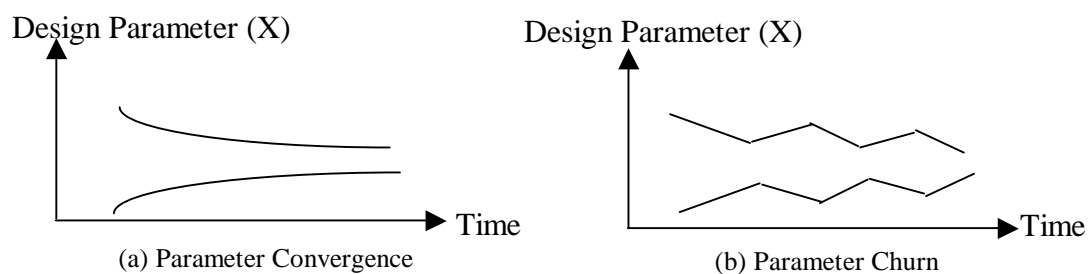 Design Parameter (X)
Time
(a) Parameter Convergence
Design Parameter (X)
Time
(b) Parameter Churn